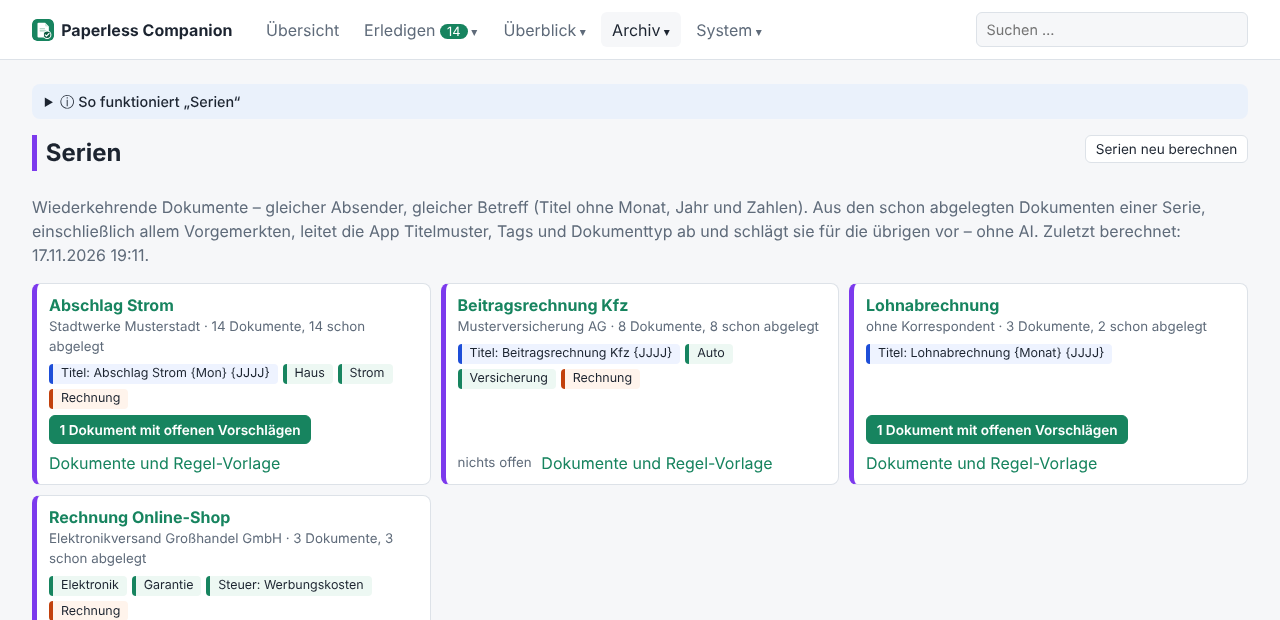 Paperless Companion Übersicht Erledigen 14 ▾ Überblick ▾ Archiv ▾ System ▾ Suchen ...
▶ ⓘ So funktioniert „Serien“
Serien
Serien neu berechnen
Wiederkehrende Dokumente – gleicher Absender, gleicher Betreff (Titel ohne Monat, Jahr und Zahlen). Aus den schon abgelegten Dokumenten einer Serie,
einschließlich allem Vorgemerkten, leitet die App Titelmuster, Tags und Dokumenttyp ab und schlägt sie für die übrigen vor – ohne AI. Zuletzt berechnet:
17.11.2026 19:11.
Abschlag Strom
Stadtwerke Musterstadt · 14 Dokumente, 14 schon
abgelegt
Titel: Abschlag Strom {Mon} {JJJJ} Haus Strom
Rechnung
1 Dokument mit offenen Vorschlägen
Dokumente und Regel-Vorlage
Beitragsrechnung Kfz
Musterversicherung AG · 8 Dokumente, 8 schon abgelegt
Titel: Beitragsrechnung Kfz {JJJJ} Auto
Versicherung Rechnung
nichts offen Dokumente und Regel-Vorlage
Lohnabrechnung
ohne Korrespondent · 3 Dokumente, 2 schon abgelegt
Titel: Lohnabrechnung {Monat} {JJJJ}
1 Dokument mit offenen Vorschlägen
Dokumente und Regel-Vorlage
Rechnung Online-Shop
Elektronikversand Großhandel GmbH · 3 Dokumente, 3
schon abgelegt
Elektronik Garantie Steuer: Werbungskosten
Rechnung